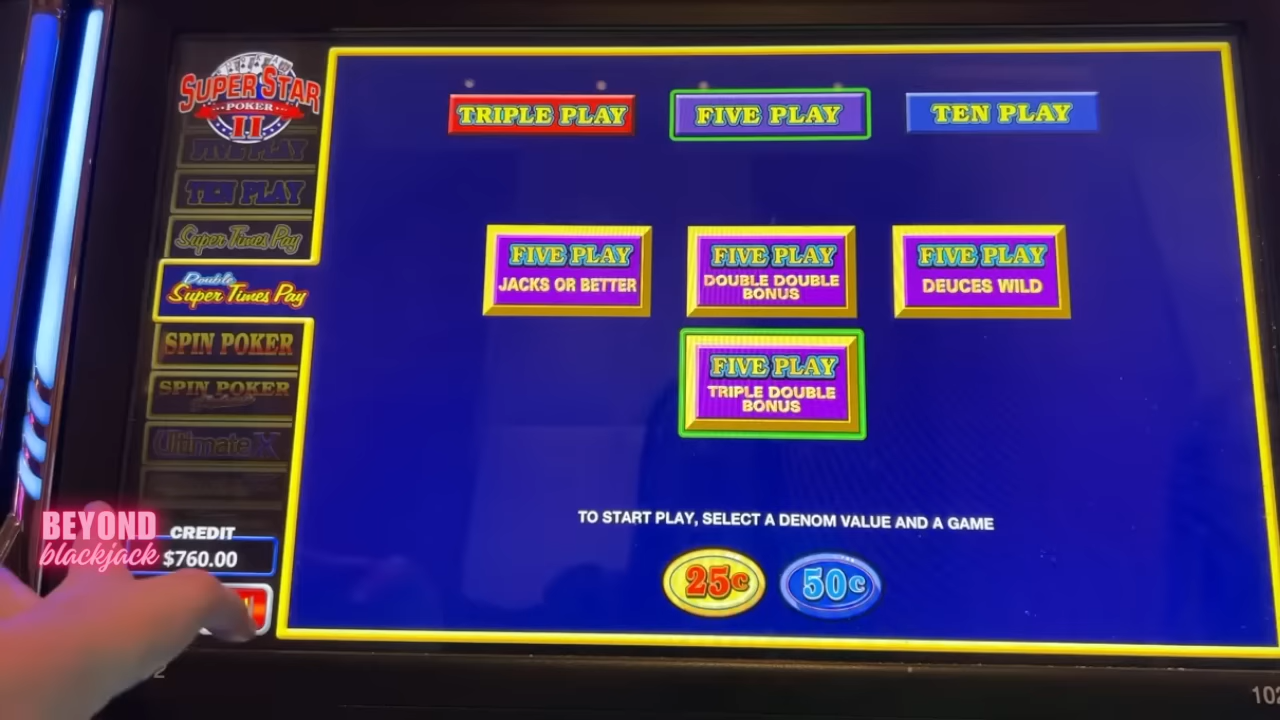 SUPER STAR
POKER
II
FIVE PLAY
TEN PLAY
Super Times Pay
Double
Super Times Pay
SPIN POKER
SPIN POKER
Ultimate X
BEYOND
blackjack
CREDIT
$760.00
TRIPLE PLAY
FIVE PLAY
TEN PLAY
FIVE PLAY
JACKS OR BETTER
FIVE PLAY
DOUBLE DOUBLE
BONUS
FIVE PLAY
DEUCES WILD
FIVE PLAY
TRIPLE DOUBLE
BONUS
TO START PLAY, SELECT A DENOM VALUE AND A GAME
25¢
50¢
102